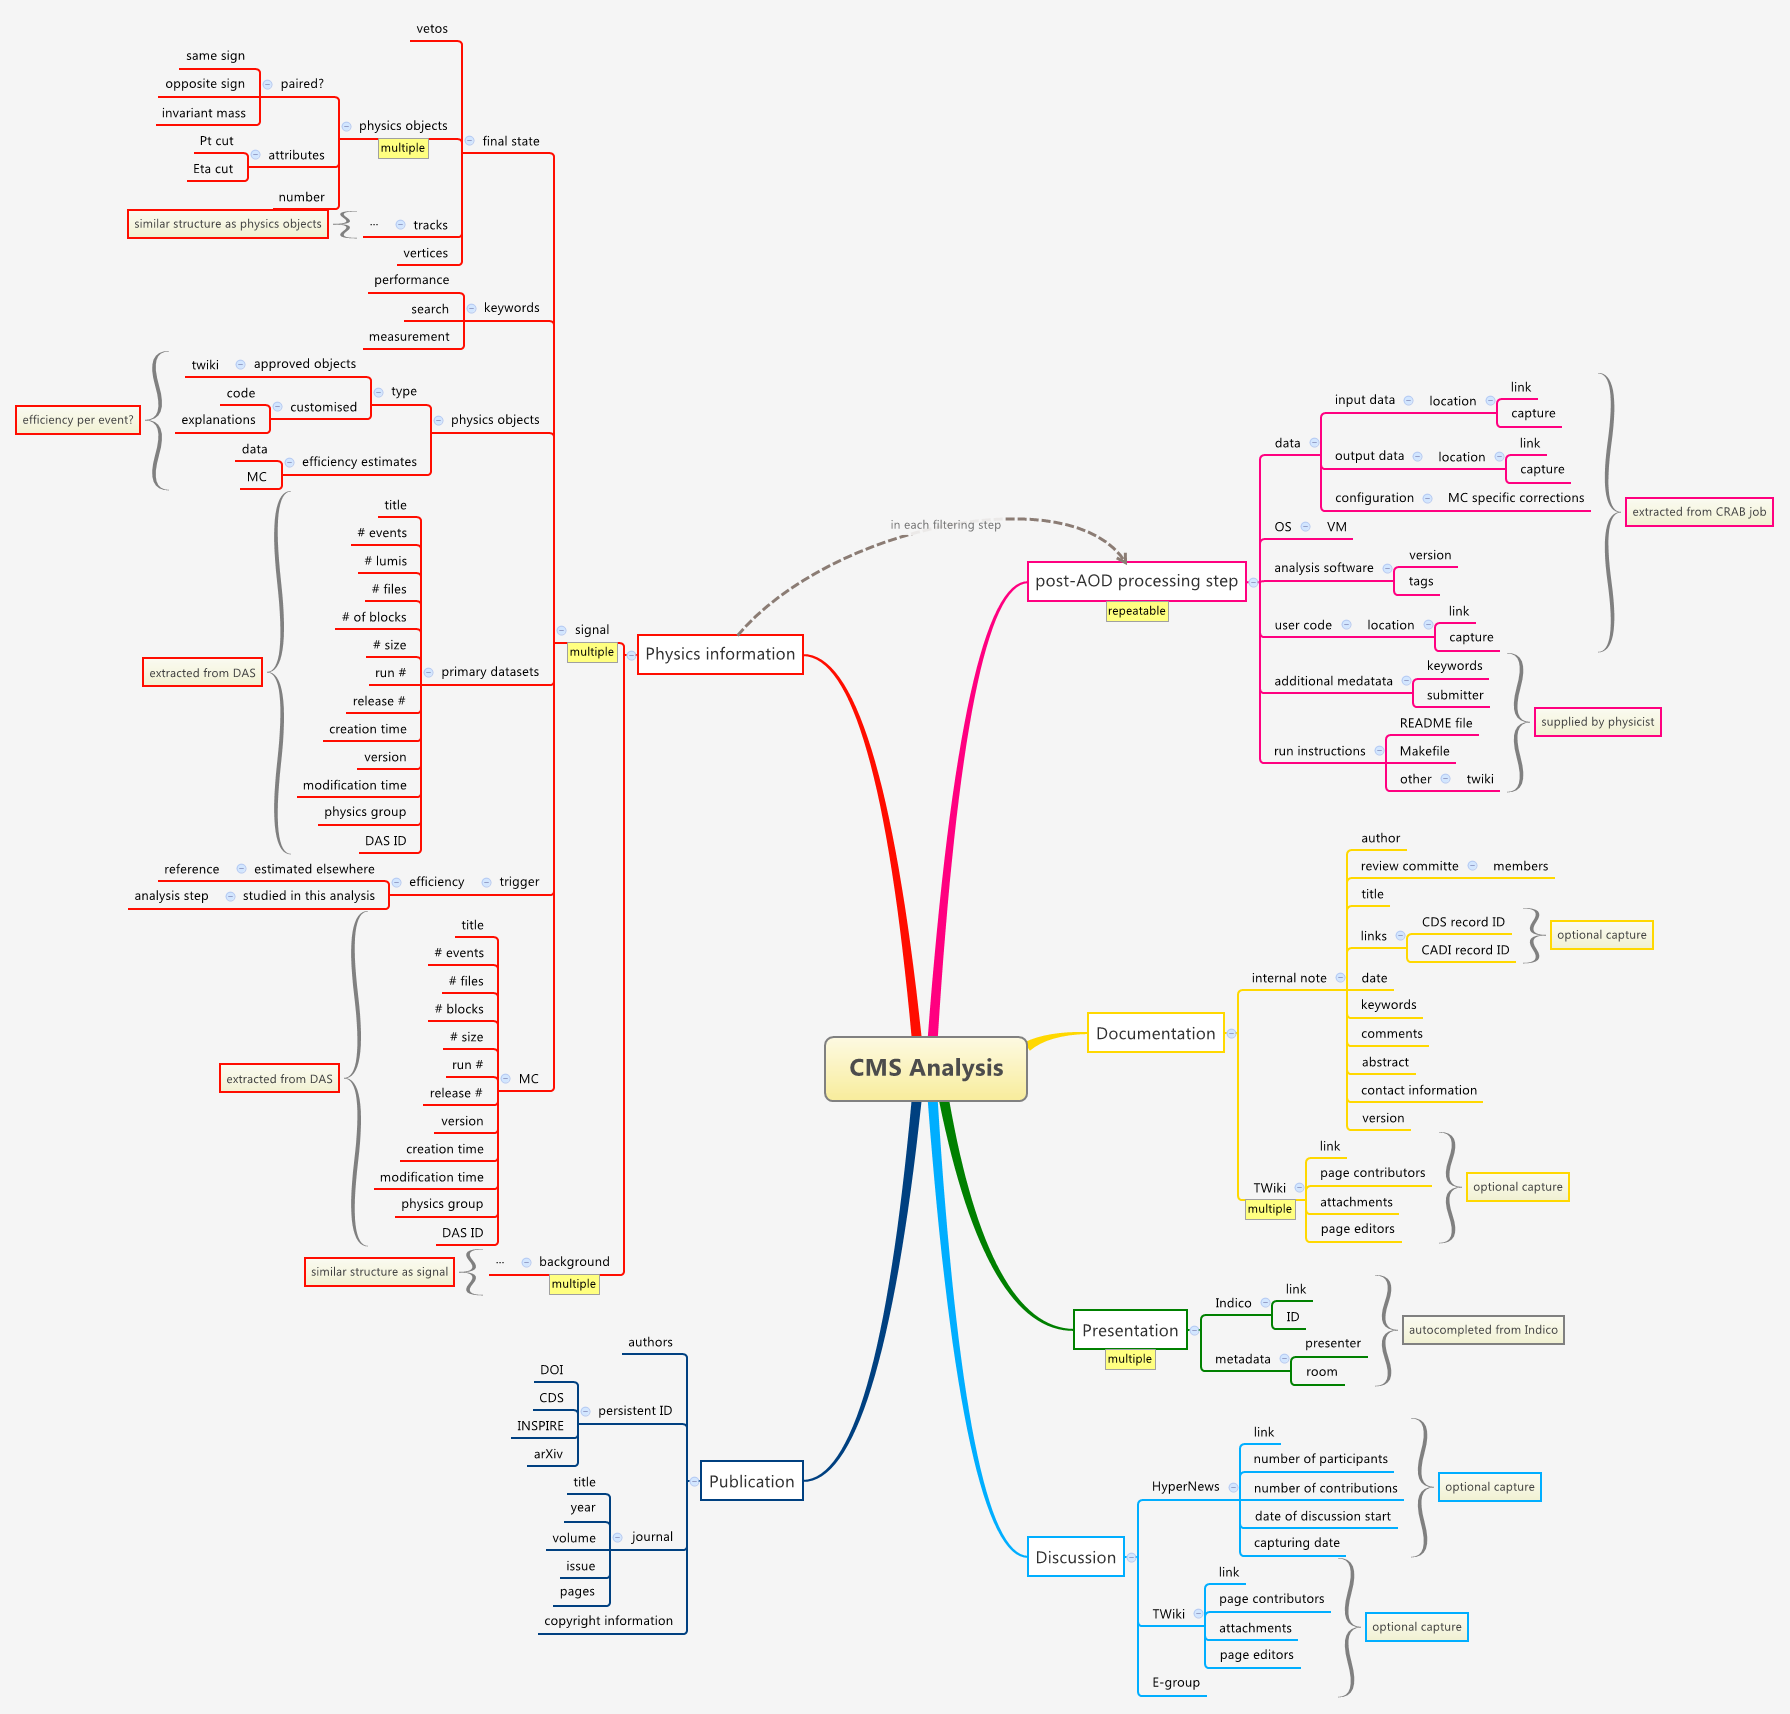 CMS Analysis
Physics information
signal
multiple
final state
vetos
physics objects
multiple
paired?
same sign
opposite sign
invariant mass
attributes
Pt cut
Eta cut
number
tracks
...
similar structure as physics objects
vertices
keywords
performance
search
measurement
physics objects
type
approved objects
twiki
customised
code
explanations
efficiency estimates
data
MC
efficiency per event?
primary datasets
title
# events
# lumis
# files
# of blocks
# size
run #
release #
creation time
version
modification time
physics group
DAS ID
extracted from DAS
trigger
efficiency
estimated elsewhere
reference
studied in this analysis
analysis step
MC
title
# events
# files
# blocks
# size
run #
release #
version
creation time
modification time
physics group
DAS ID
extracted from DAS
background
multiple
...
similar structure as signal
in each filtering step
post-AOD processing step
repeatable
data
input data
location
link
capture
output data
location
link
capture
configuration
MC specific corrections
OS
VM
analysis software
version
tags
user code
location
link
capture
extracted from CRAB job
additional medatata
keywords
submitter
run instructions
README file
Makefile
other
twiki
supplied by physicist
Documentation
internal note
author
review committe
members
title
links
CDS record ID
CADI record ID
optional capture
date
keywords
comments
abstract
contact information
version
TWiki
multiple
link
page contributors
attachments
page editors
optional capture
Presentation
multiple
Indico
link
ID
metadata
presenter
room
autocompleted from Indico
Discussion
HyperNews
link
number of participants
number of contributions
date of discussion start
capturing date
optional capture
TWiki
link
page contributors
attachments
page editors
optional capture
E-group
Publication
authors
persistent ID
DOI
CDS
INSPIRE
arXiv
journal
title
year
volume
issue
pages
copyright information